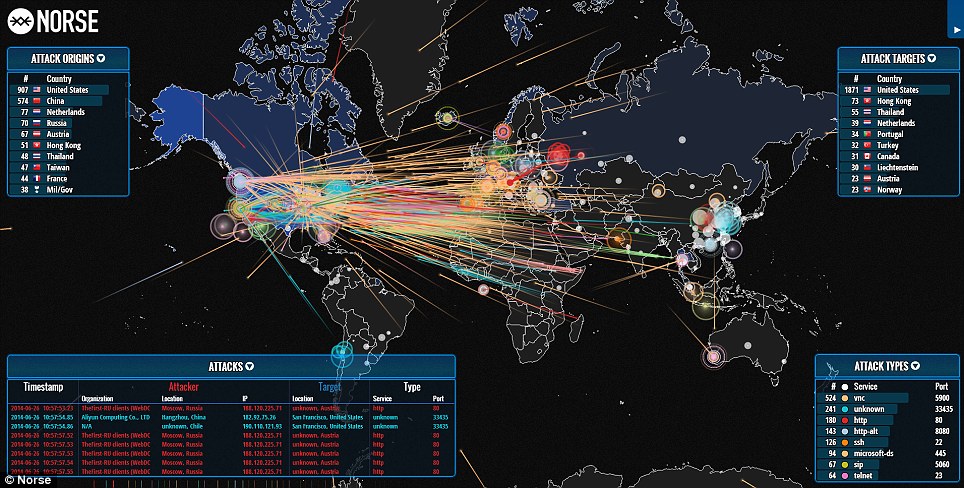 NORSE
ATTACK ORIGINS
# Country
907 United States
574 China
77 Netherlands
70 Russia
67 Austria
51 Hong Kong
48 Thailand
47 Taiwan
44 France
38 Mil/Gov
ATTACK TARGETS
# Country
1871 United States
73 Hong Kong
55 Thailand
39 Netherlands
34 Portugal
32 Turkey
31 Canada
30 Liechtenstein
23 Austria
23 Norway
ATTACKS
Timestamp Attacker Target Type
Organization Location IP Location Service Port
2014-06-26 10:57:53.23 Thefirst-RU clients (WebDC Moscow, Russia 188.120.225.71 unknown, Austria http 80
2014-06-26 10:57:54.85 Aliyun Computing Co., LTD Hangzhou, China 182.92.75.26 San Francisco, United States unknown 33435
2014-06-26 10:57:54.86 N/A unknown, Chile 190.110.121.93 San Francisco, United States unknown 33435
2014-06-26 10:57:57.52 Thefirst-RU clients (WebDC Moscow, Russia 188.120.225.71 unknown, Austria http 80
2014-06-26 10:57:57.53 Thefirst-RU clients (WebDC Moscow, Russia 188.120.225.71 unknown, Austria http 80
2014-06-26 10:57:57.53 Thefirst-RU clients (WebDC Moscow, Russia 188.120.225.71 unknown, Austria http 80
2014-06-26 10:57:57.54 Thefirst-RU clients (WebDC Moscow, Russia 188.120.225.71 unknown, Austria http 80
2014-06-26 10:57:57.55 Thefirst-RU clients (WebDC Moscow, Russia 188.120.225.71 unknown, Austria http 80
ATTACK TYPES
# Service Port
524 vnc 5900
241 unknown 33435
180 http 80
143 http-alt 8080
126 ssh 22
94 microsoft-ds 445
67 sip 5060
64 telnet 23
© Norse